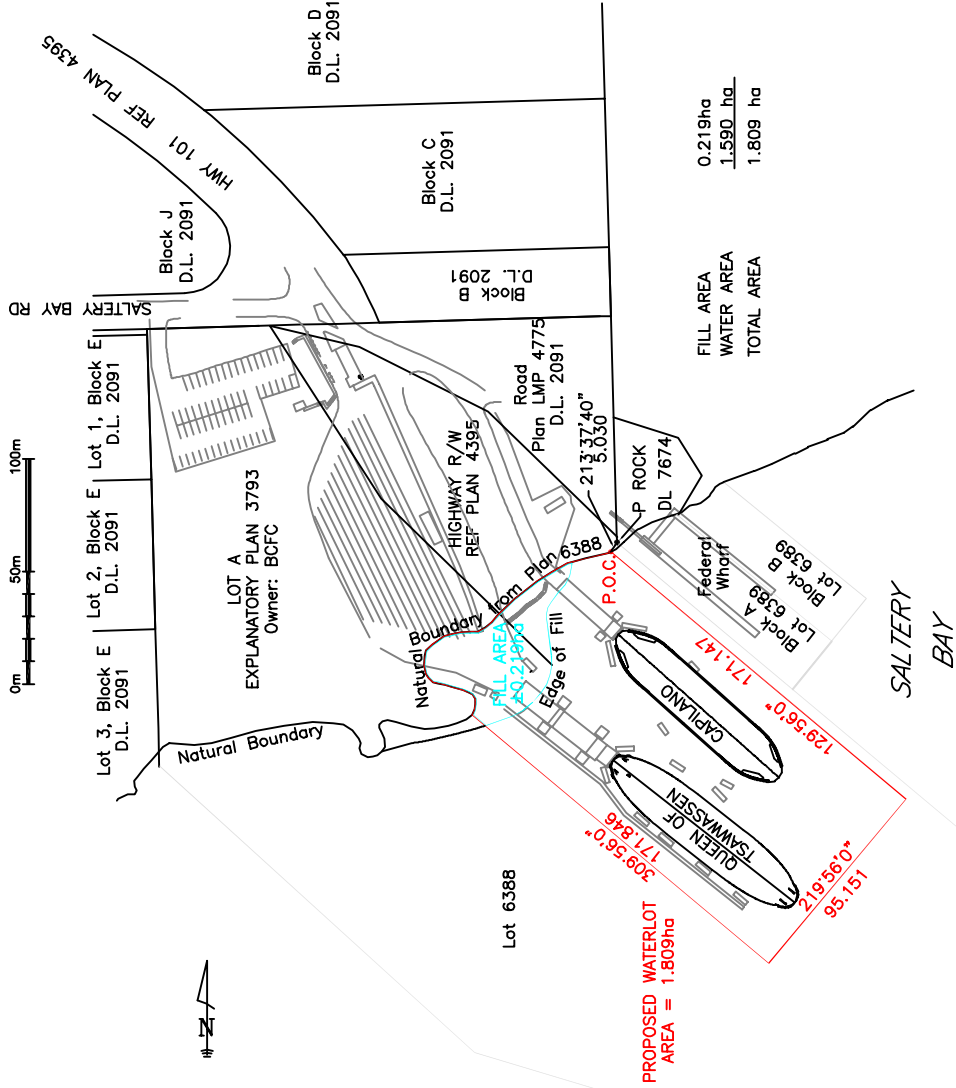 Block D
D.L. 2091
HWY 101 REF PLAN 4395
Block J
D.L. 2091
Block C
D.L. 2091
0.219ha
1.590 ha
1.809 ha
FILL AREA
WATER AREA
TOTAL AREA
SALTERY BAY RD
Block B
D.L. 2091
Lot 1, Block E
D.L. 2091
Lot 2, Block E
D.L. 2091
Lot 3, Block E
D.L. 2091
100m
50m
0m
LOT A
EXPLANATORY PLAN 3793
Owner: BCFC
HIGHWAY R/W
REF PLAN 4395
Road
Plan LMP 4775
D.L. 2091
213°37'40"
5.030
P ROCK
DL 7674
P.O.C.
Natural Boundary from Plan 6388
FILL AREA
±0.219ha
Edge of Fill
Natural Boundary
Federal
Wharf
Block A
Lot 6389
Block B
Lot 6389
SALTERY
BAY
171.147
129°56'0"
CAPILANO
QUEEN OF
TSAWWASSEN
171.846
309°56'0"
219°56'0"
95.151
Lot 6388
PROPOSED WATERLOT
AREA = 1.809ha
N